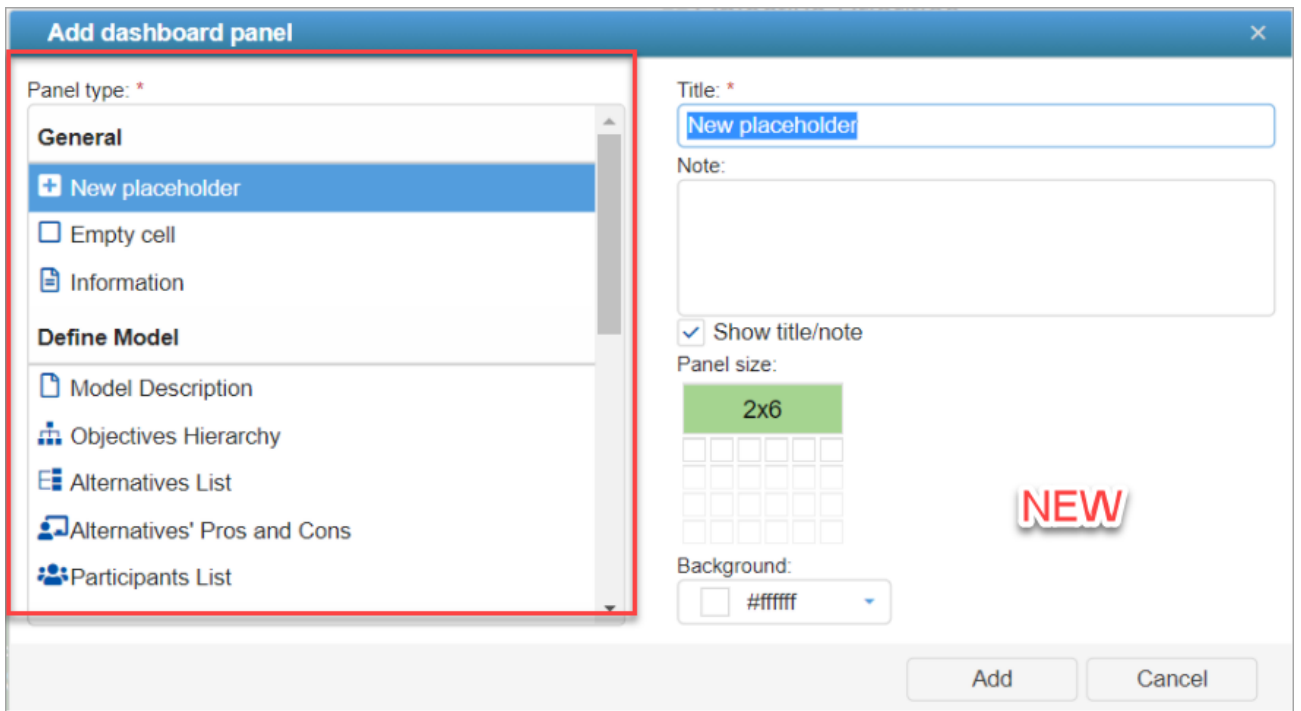 Add dashboard panel
Panel type: *
General
New placeholder
Empty cell
Information
Define Model
Model Description
Objectives Hierarchy
Alternatives List
Alternatives' Pros and Cons
Participants List
Title: *
New placeholder
Note:
Show title/note
Panel size:
2x6
NEW
Background:
#ffffff
Add
Cancel